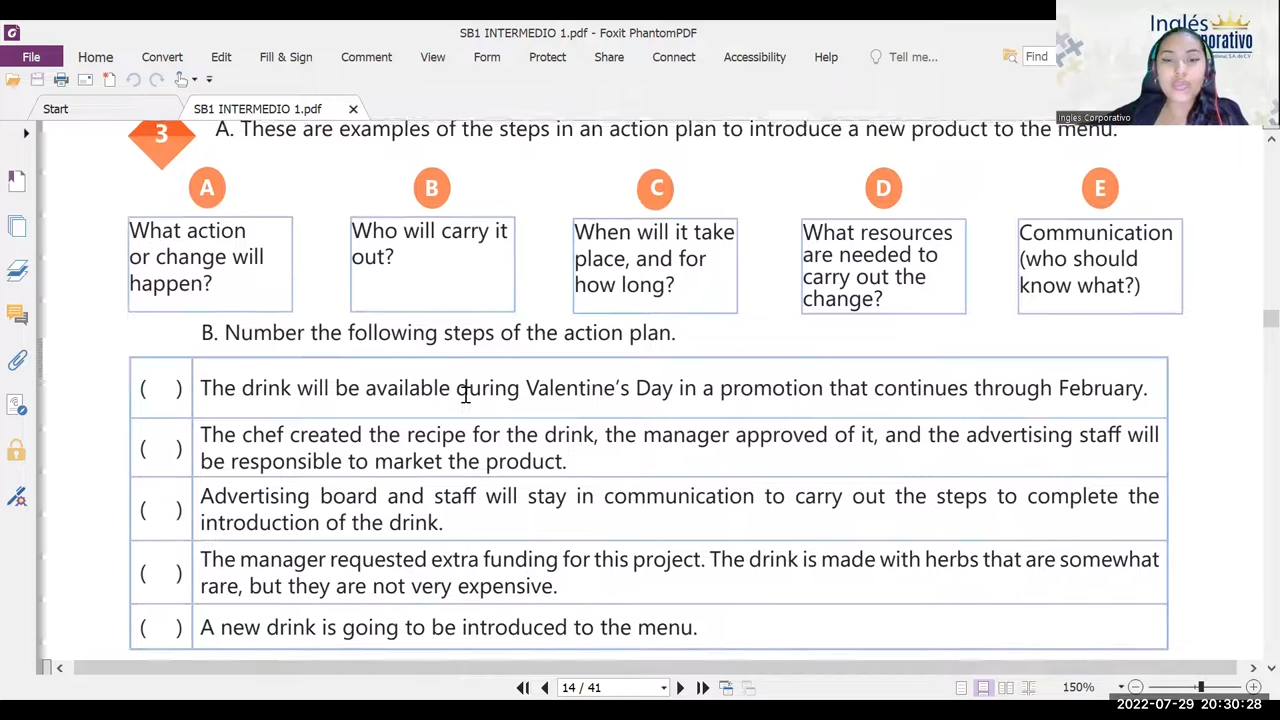 SB1 INTERMEDIO 1.pdf - Foxit PhantomPDF
File Home Convert Edit Fill & Sign Comment View Form Protect Share Connect Accessibility Help Tell me... Find
Start SB1 INTERMEDIO 1.pdf
Inglés
Corporativo
Ingles Corporativo
3 A. These are examples of the steps in an action plan to introduce a new product to the menu.
A B C D E
What action
or change will
happen?
Who will carry it
out?
When will it take
place, and for
how long?
What resources
are needed to
carry out the
change?
Communication
(who should
know what?)
B. Number the following steps of the action plan.
( ) The drink will be available during Valentine’s Day in a promotion that continues through February.
( ) The chef created the recipe for the drink, the manager approved of it, and the advertising staff will
be responsible to market the product.
( ) Advertising board and staff will stay in communication to carry out the steps to complete the
introduction of the drink.
( ) The manager requested extra funding for this project. The drink is made with herbs that are somewhat
rare, but they are not very expensive.
( ) A new drink is going to be introduced to the menu.
14 / 41 150%
2022-07-29 20:30:28